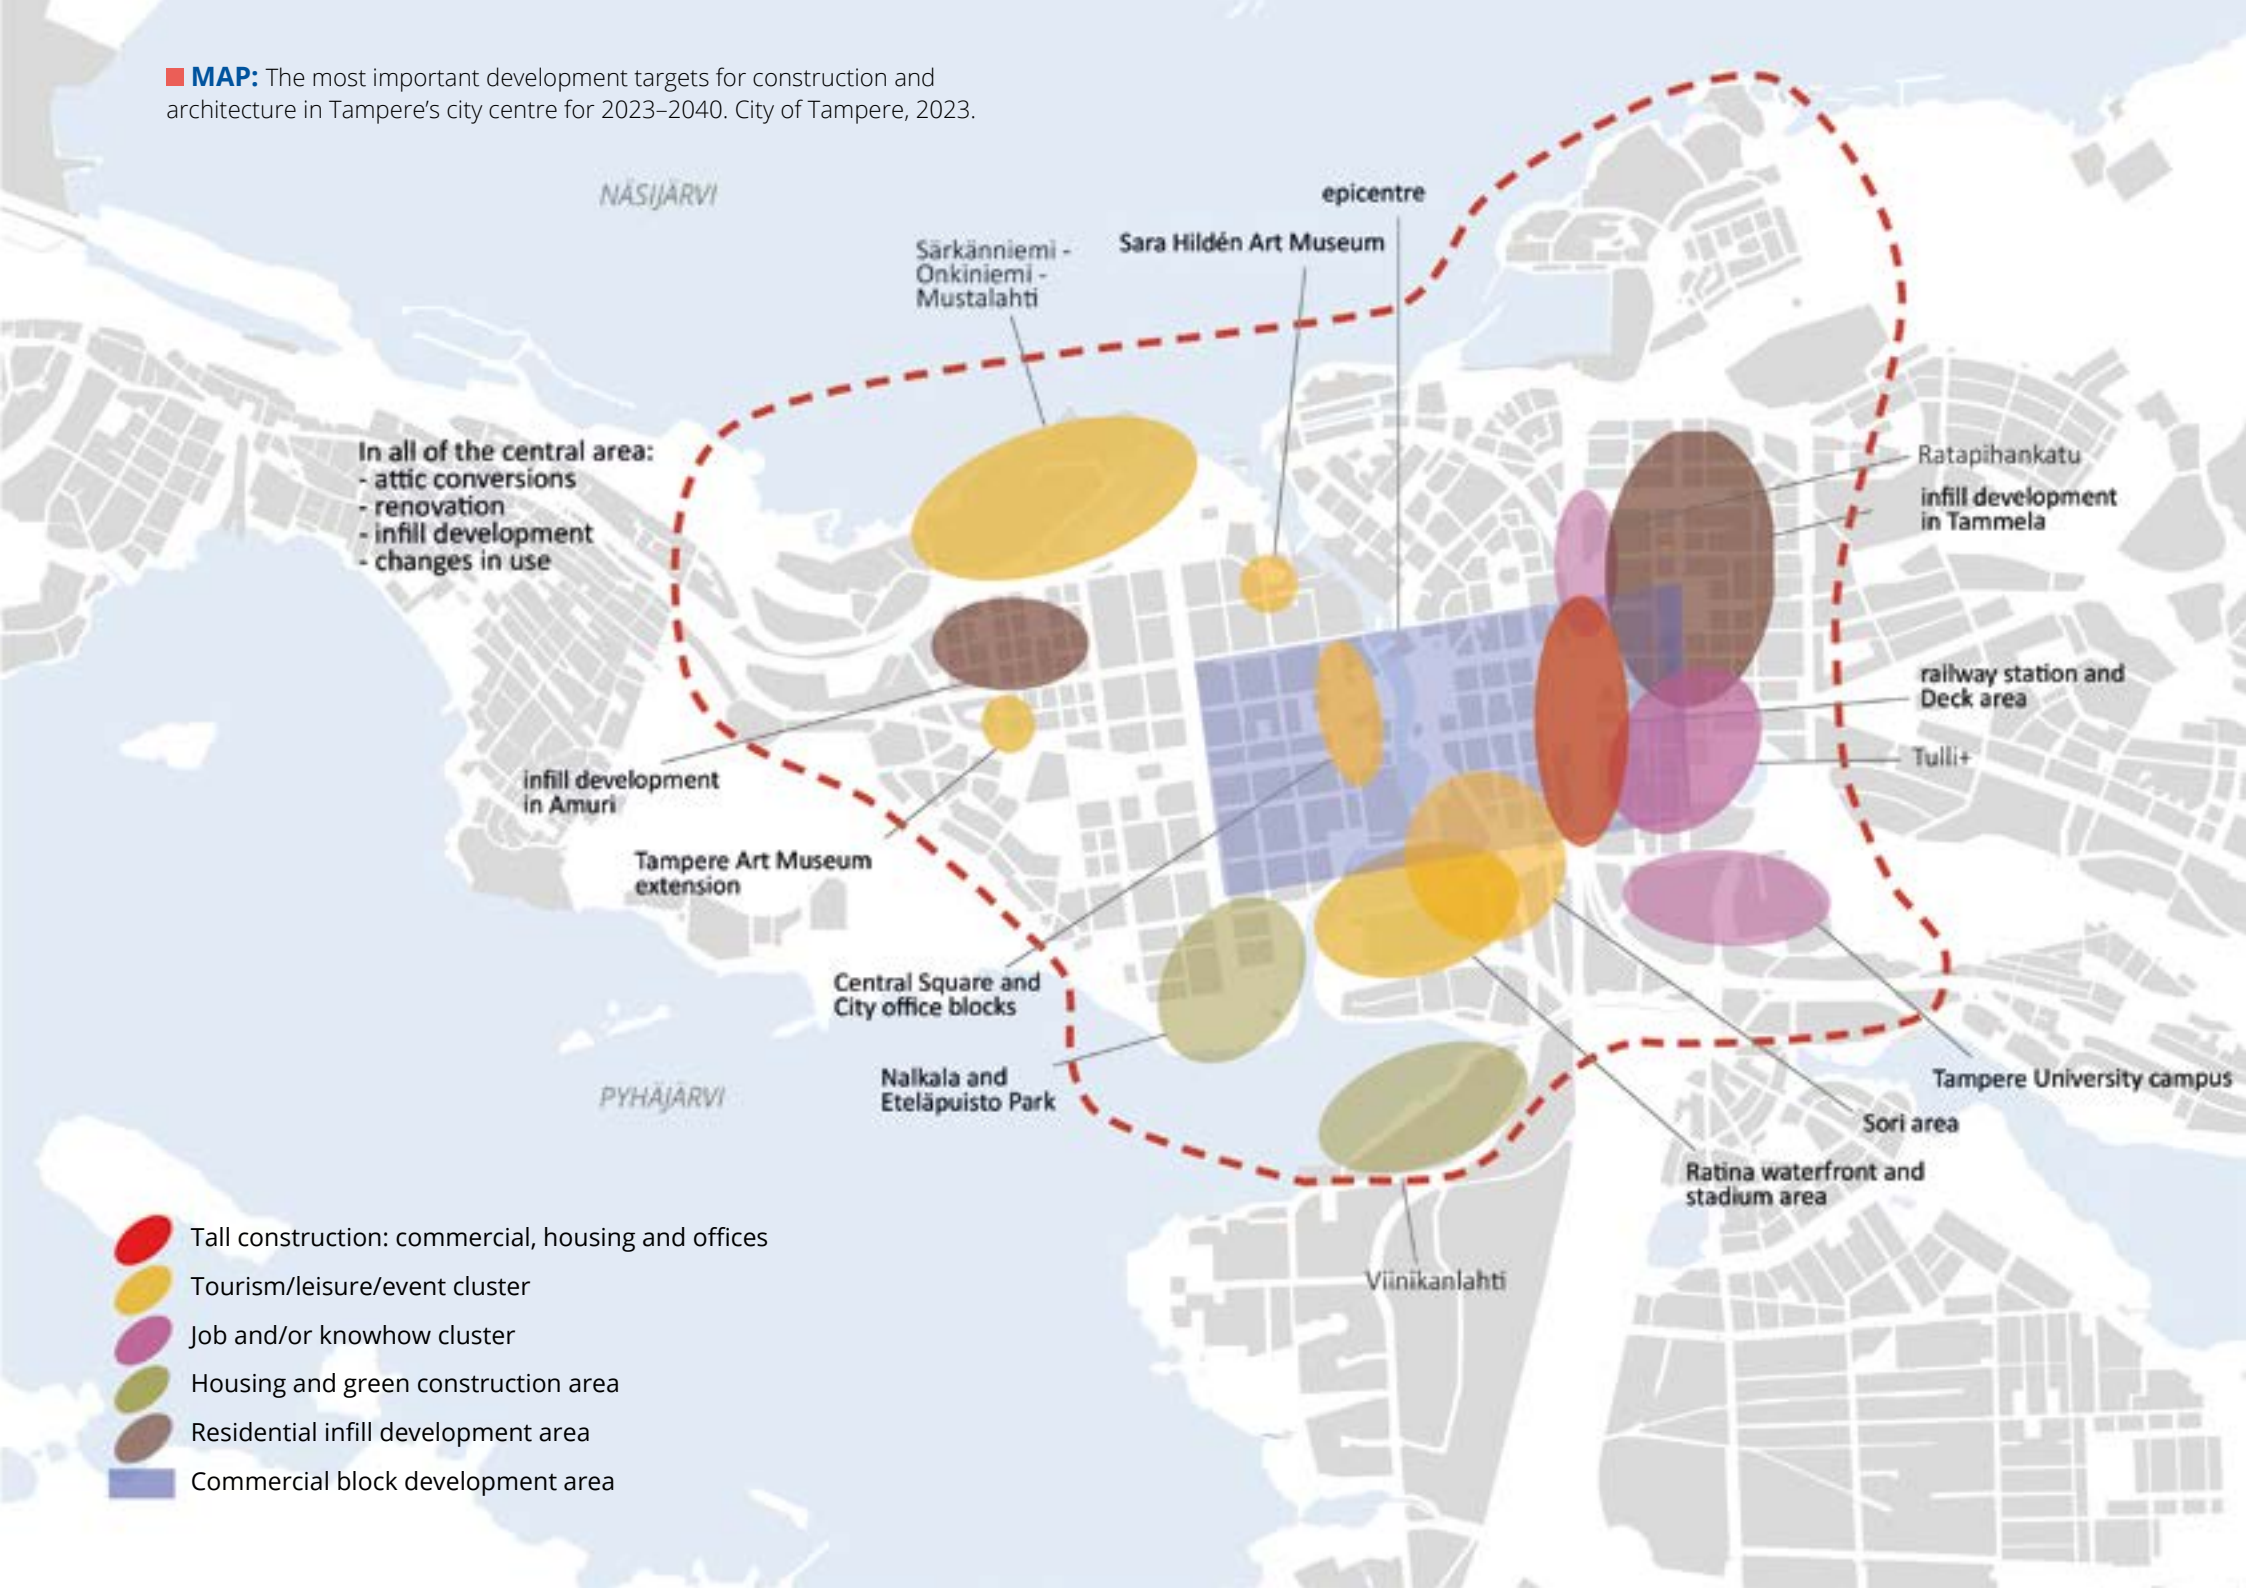 MAP: The most important development targets for construction and
architecture in Tampere's city centre for 2023–2040. City of Tampere, 2023.
NÄSIJÄRVI
epicentre
Sara Hildén Art Museum
Särkänniemi -
Onkiniemi -
Mustalahti
In all of the central area:
- attic conversions
- renovation
- infill development
- changes in use
Ratapihankatu
infill development
in Tammela
railway station and
Deck area
Tulli+
infill development
in Amuri
Tampere Art Museum
extension
Central Square and
City office blocks
Nalkala and
Eteläpuisto Park
PYHÄJÄRVI
Tampere University campus
Sori area
Ratina waterfront and
stadium area
Viinikanlahti
Tall construction: commercial, housing and offices
Tourism/leisure/event cluster
Job and/or knowhow cluster
Housing and green construction area
Residential infill development area
Commercial block development area